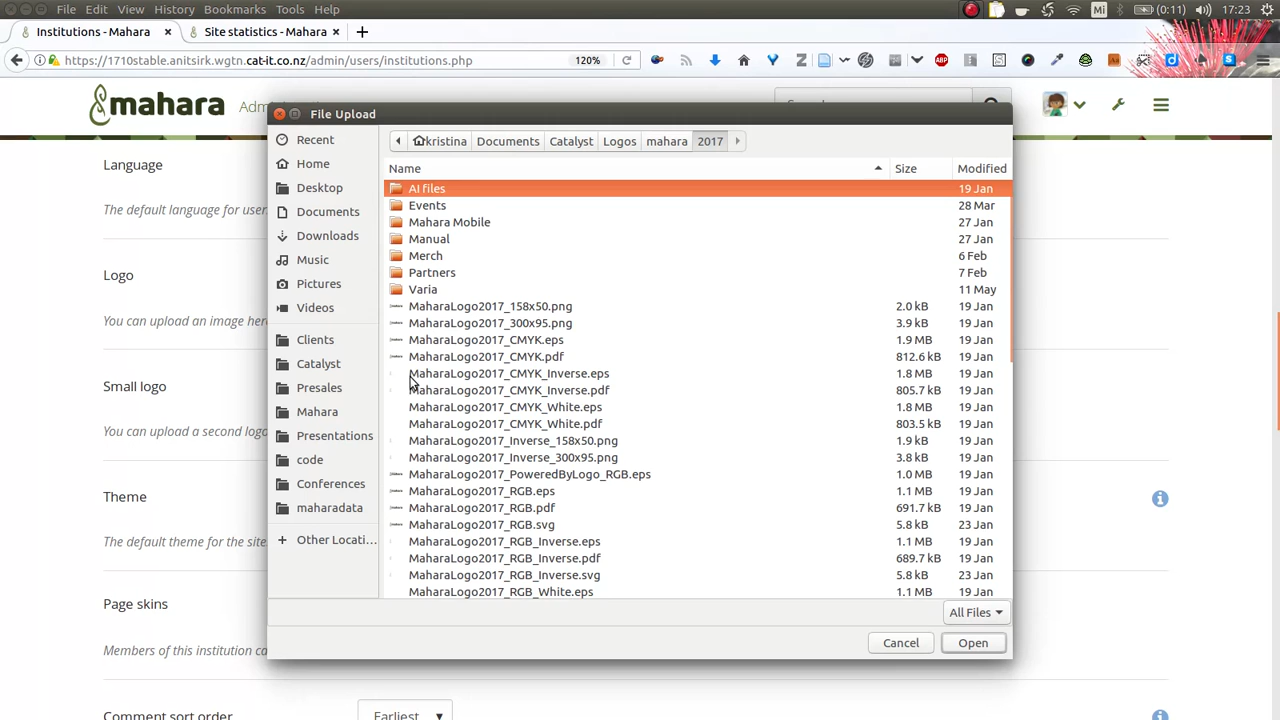 File Edit View History Bookmarks Tools Help
Mi (0:11) 17:23
Institutions - Mahara × Site statistics - Mahara × +
https://1710stable.anitsirk.wgtn.cat-it.co.nz/admin/users/institutions.php 120%
mahara
File Upload
kristina Documents Catalyst Logos mahara 2017
Recent
Home
Desktop
Documents
Downloads
Music
Pictures
Videos
Clients
Catalyst
Presales
Mahara
Presentations
code
Conferences
maharadata
+ Other Locati...
Name Size Modified
AI files 19 Jan
Events 28 Mar
Mahara Mobile 27 Jan
Manual 27 Jan
Merch 6 Feb
Partners 7 Feb
Varia 11 May
MaharaLogo2017_158x50.png 2.0 kB 19 Jan
MaharaLogo2017_300x95.png 3.9 kB 19 Jan
MaharaLogo2017_CMYK.eps 1.9 MB 19 Jan
MaharaLogo2017_CMYK.pdf 812.6 kB 19 Jan
MaharaLogo2017_CMYK_Inverse.eps 1.8 MB 19 Jan
MaharaLogo2017_CMYK_Inverse.pdf 805.7 kB 19 Jan
MaharaLogo2017_CMYK_White.eps 1.8 MB 19 Jan
MaharaLogo2017_CMYK_White.pdf 803.5 kB 19 Jan
MaharaLogo2017_Inverse_158x50.png 1.9 kB 19 Jan
MaharaLogo2017_Inverse_300x95.png 3.8 kB 19 Jan
MaharaLogo2017_PoweredByLogo_RGB.eps 1.0 MB 19 Jan
MaharaLogo2017_RGB.eps 1.1 MB 19 Jan
MaharaLogo2017_RGB.pdf 691.7 kB 19 Jan
MaharaLogo2017_RGB.svg 5.8 kB 23 Jan
MaharaLogo2017_RGB_Inverse.eps 1.1 MB 19 Jan
MaharaLogo2017_RGB_Inverse.pdf 689.7 kB 19 Jan
MaharaLogo2017_RGB_Inverse.svg 5.8 kB 23 Jan
MaharaLogo2017_RGB_White.eps 1.1 MB 19 Jan
All Files
Cancel Open
Language
The default language for user
Logo
You can upload an image here
Small logo
You can upload a second logo
Theme
The default theme for the site
Page skins
Members of this institution ca
Comment sort order Earliest